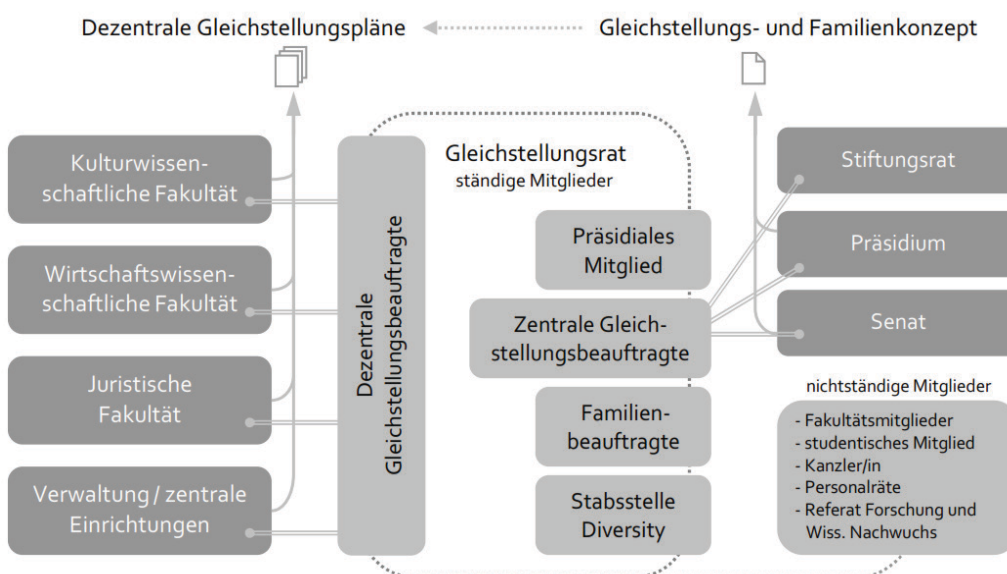 Dezentrale Gleichstellungspläne
Gleichstellungs- und Familienkonzept
Kulturwissen-
schaftliche Fakultät
Wirtschaftswissen-
schaftliche Fakultät
Juristische
Fakultät
Verwaltung / zentrale
Einrichtungen
Dezentrale
Gleichstellungsbeauftragte
Gleichstellungsrat
ständige Mitglieder
Präsidiales
Mitglied
Zentrale Gleich-
stellungsbeauftragte
Familien-
beauftragte
Stabsstelle
Diversity
Stiftungsrat
Präsidium
Senat
nichtständige Mitglieder
- Fakultätsmitglieder
- studentisches Mitglied
- Kanzler/in
- Personalräte
- Referat Forschung und
Wiss. Nachwuchs